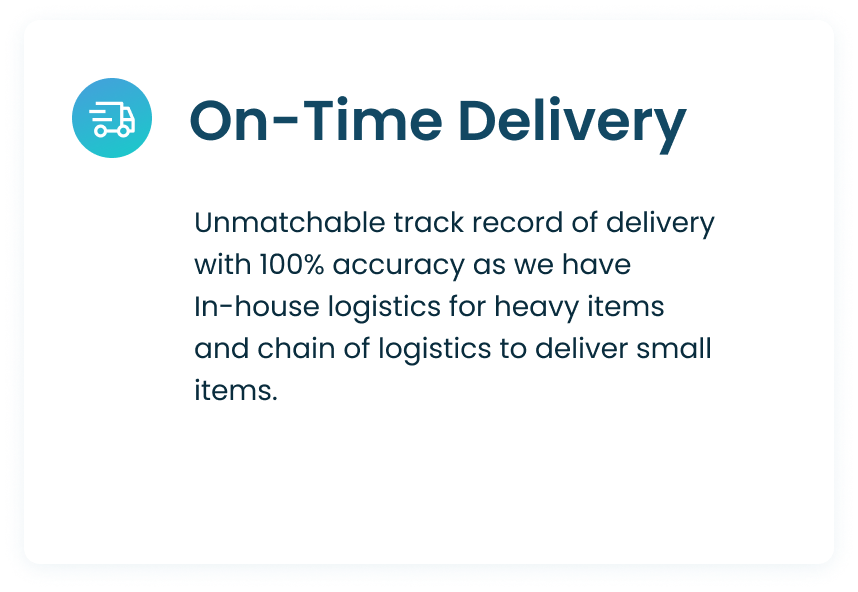 On-Time Delivery
Unmatchable track record of delivery
with 100% accuracy as we have
In-house logistics for heavy items
and chain of logistics to deliver small
items.